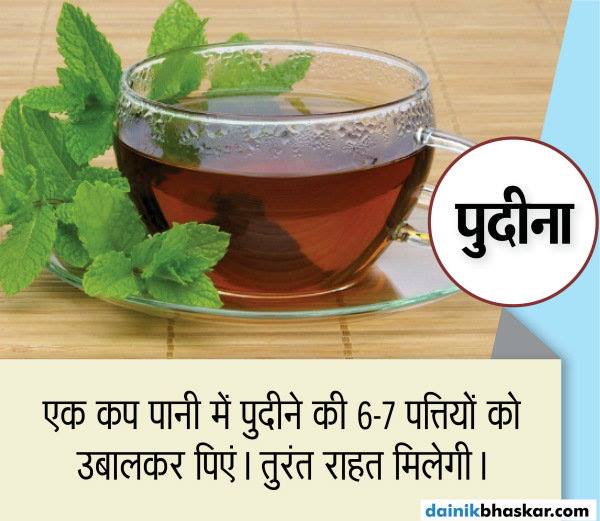 पुदीना
एक कप पानी में पुदीने की 6-7 पत्तियों को
उबालकर पिएं। तुरंत राहत मिलेगी।
dainikbhaskar.com